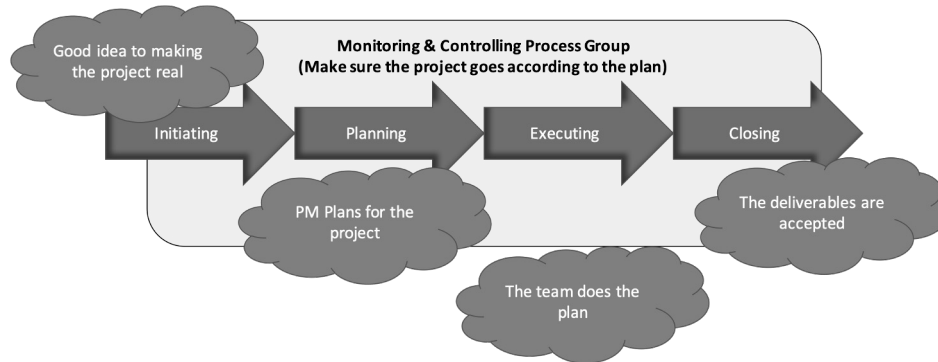 Good idea to making
the project real
Monitoring & Controlling Process Group
(Make sure the project goes according to the plan)
Initiating
Planning
Executing
Closing
PM Plans for the
project
The deliverables are
accepted
The team does the
plan